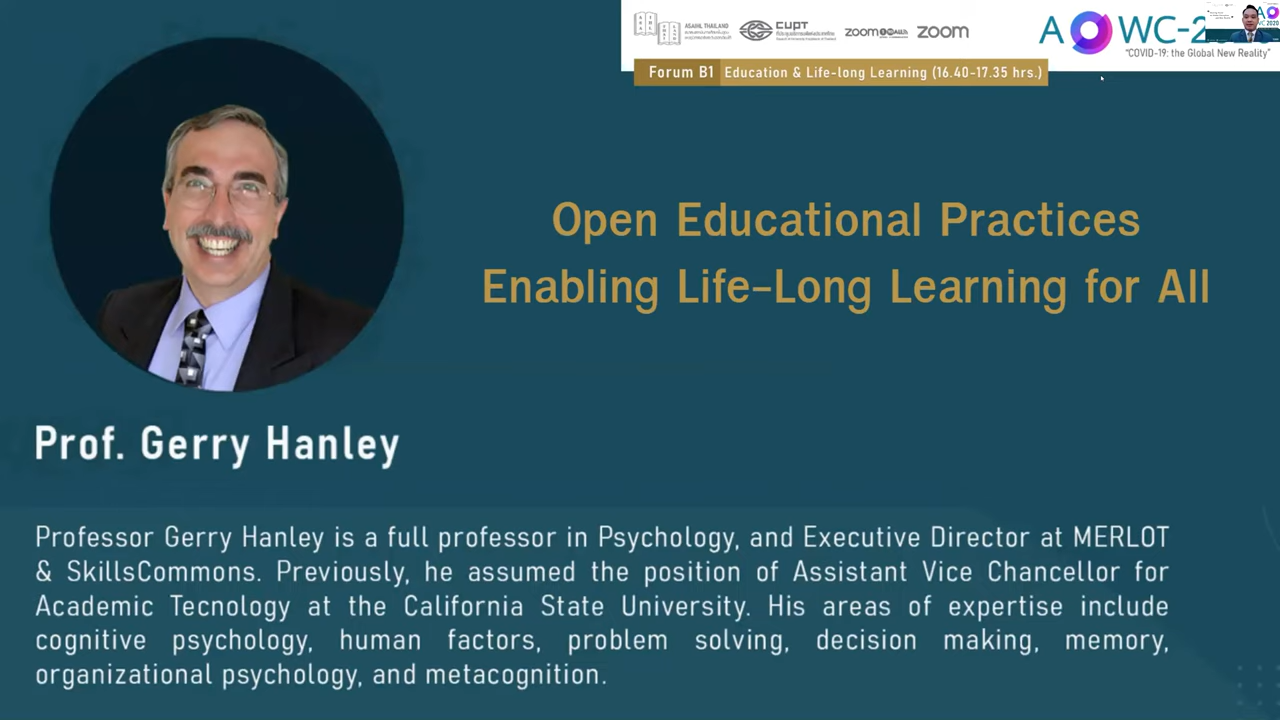 ASAIHL THAILAND
CUPT
ZOOM
zoom
A WC-2
"COVID-19: the Global New Reality"
Forum B1 Education & Life-long Learning (16.40-17.35 hrs.)
Open Educational Practices
Enabling Life-Long Learning for All
Prof. Gerry Hanley
Professor Gerry Hanley is a full professor in Psychology, and Executive Director at MERLOT
& SkillsCommons. Previously, he assumed the position of Assistant Vice Chancellor for
Academic Tecnology at the California State University. His areas of expertise include
cognitive psychology, human factors, problem solving, decision making, memory,
organizational psychology, and metacognition.